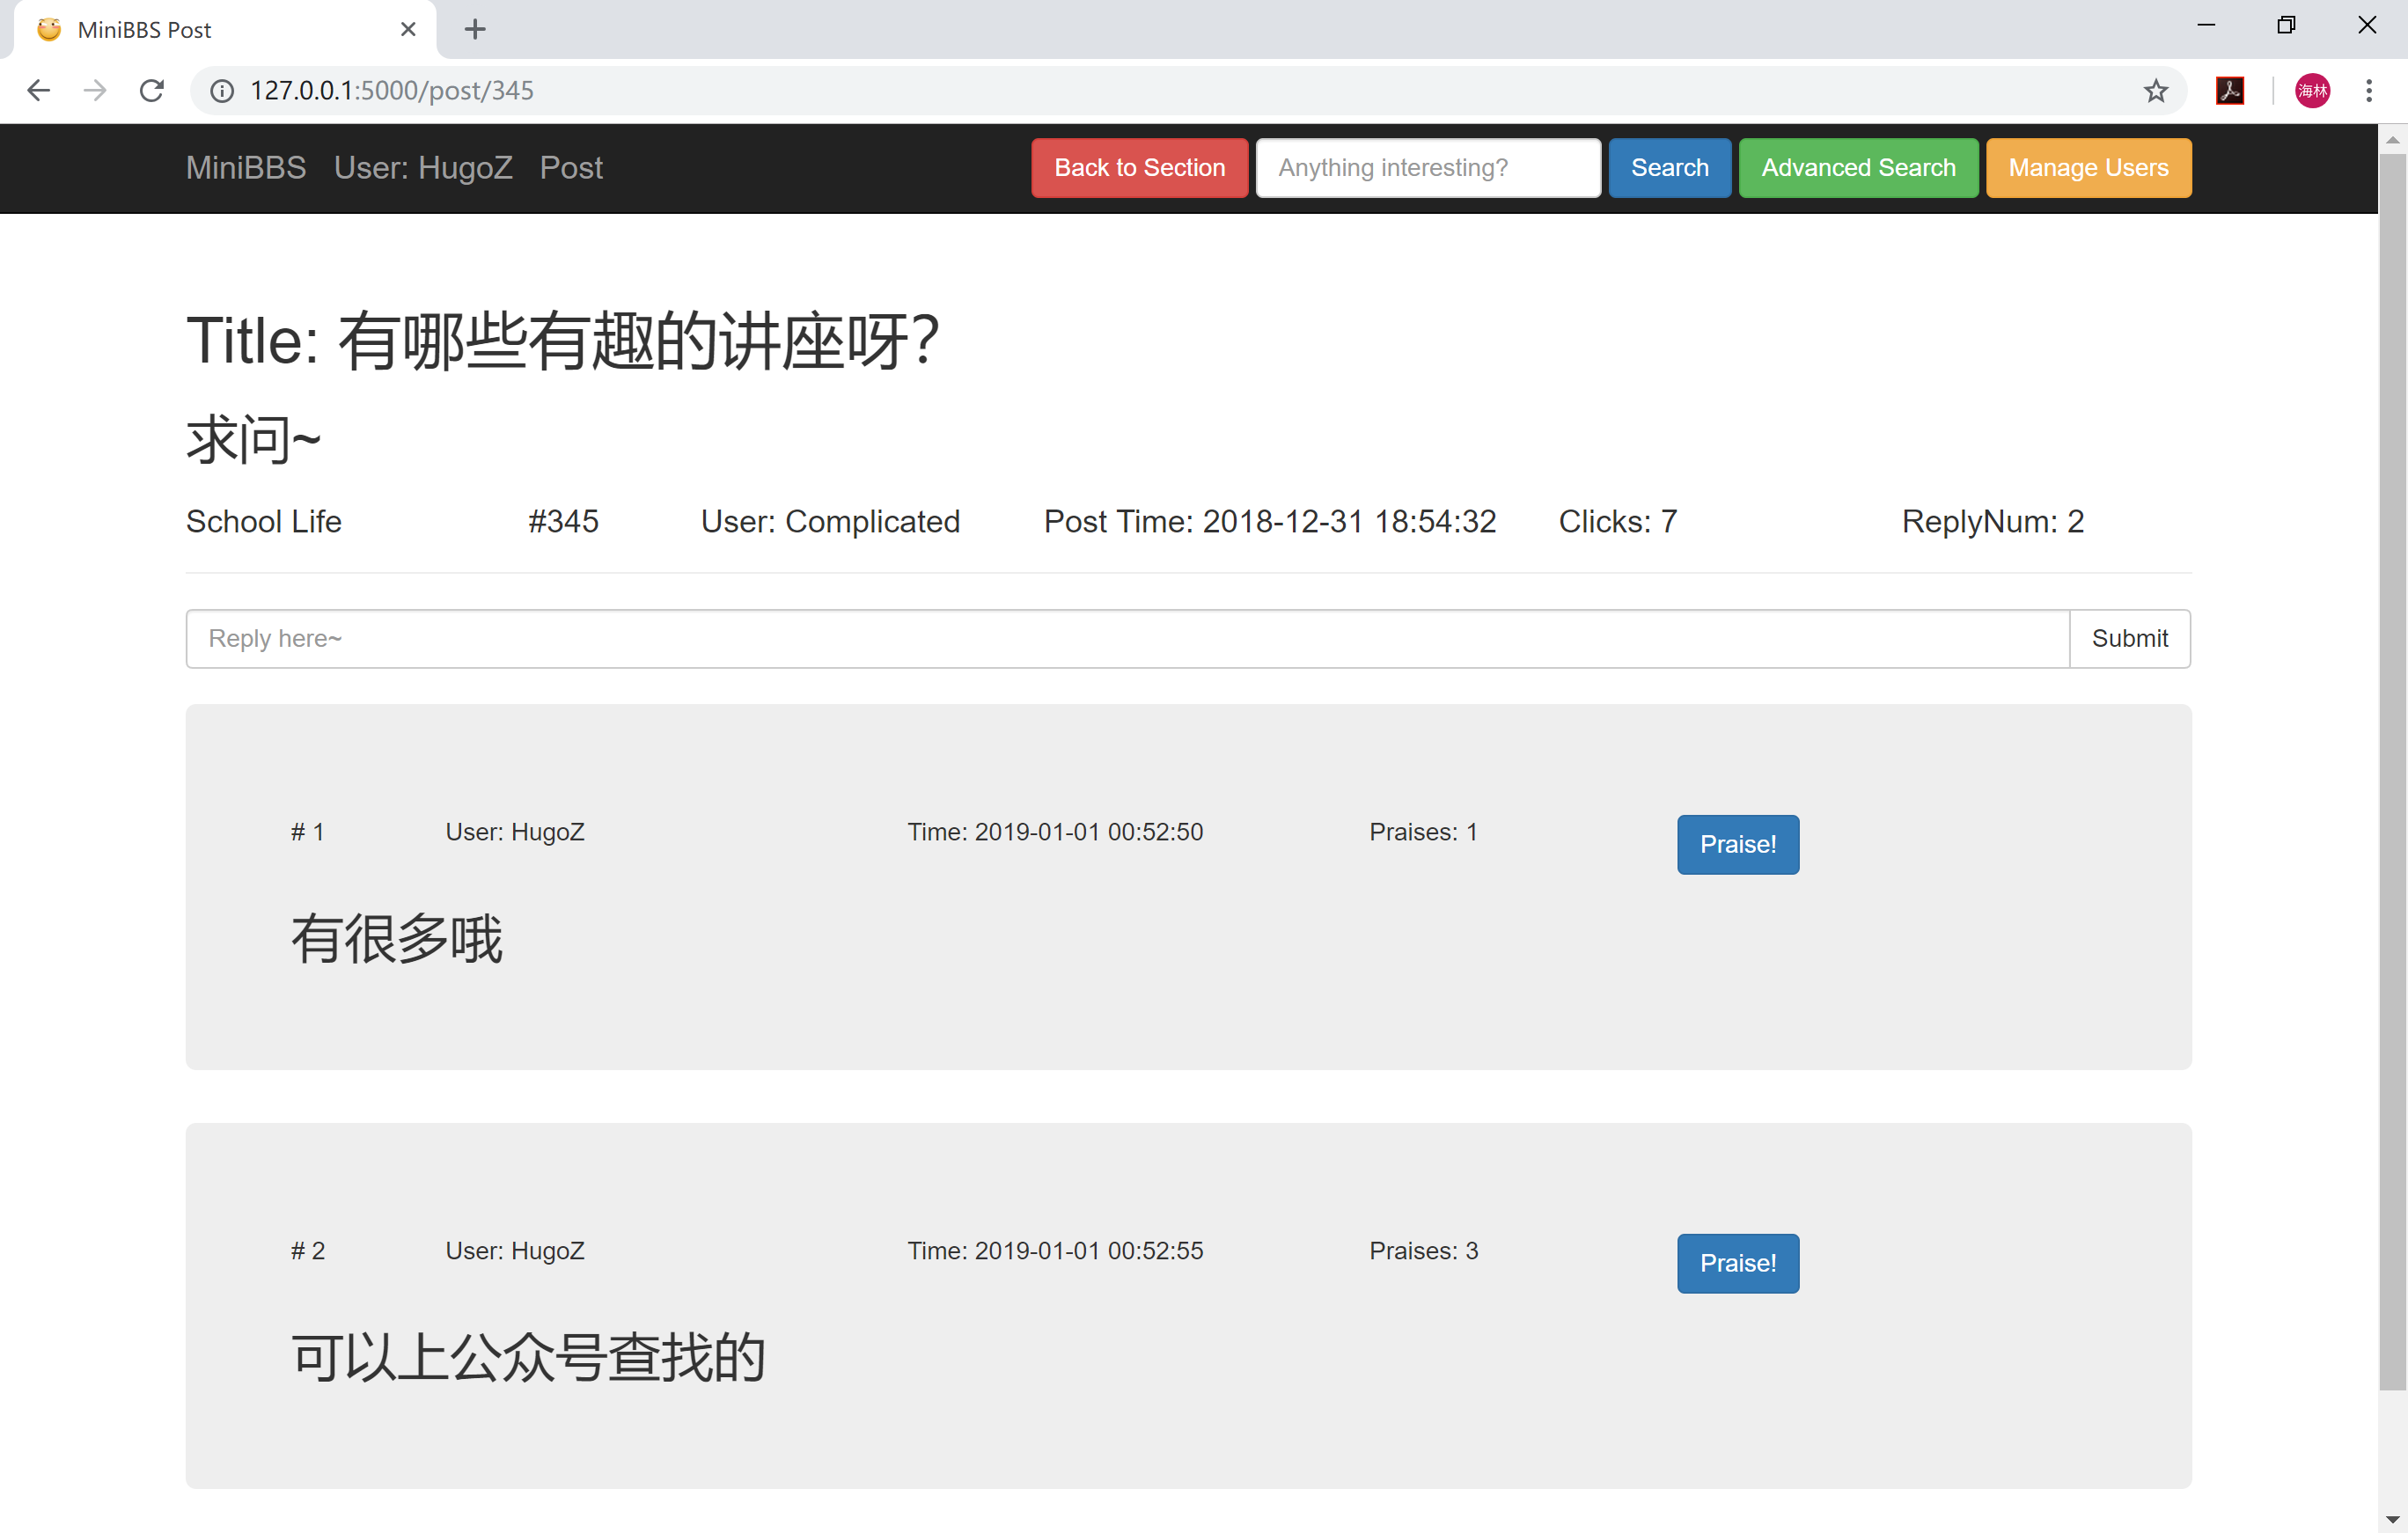 MiniBBS Post
127.0.0.1:5000/post/345
海林
MiniBBS User: HugoZ Post Back to Section Anything interesting? Search Advanced Search Manage Users
Title: 有哪些有趣的讲座呀？
求问~
School Life #345 User: Complicated Post Time: 2018-12-31 18:54:32 Clicks: 7 ReplyNum: 2
Reply here~ Submit
# 1 User: HugoZ Time: 2019-01-01 00:52:50 Praises: 1 Praise!
有很多哦
# 2 User: HugoZ Time: 2019-01-01 00:52:55 Praises: 3 Praise!
可以上公众号查找的